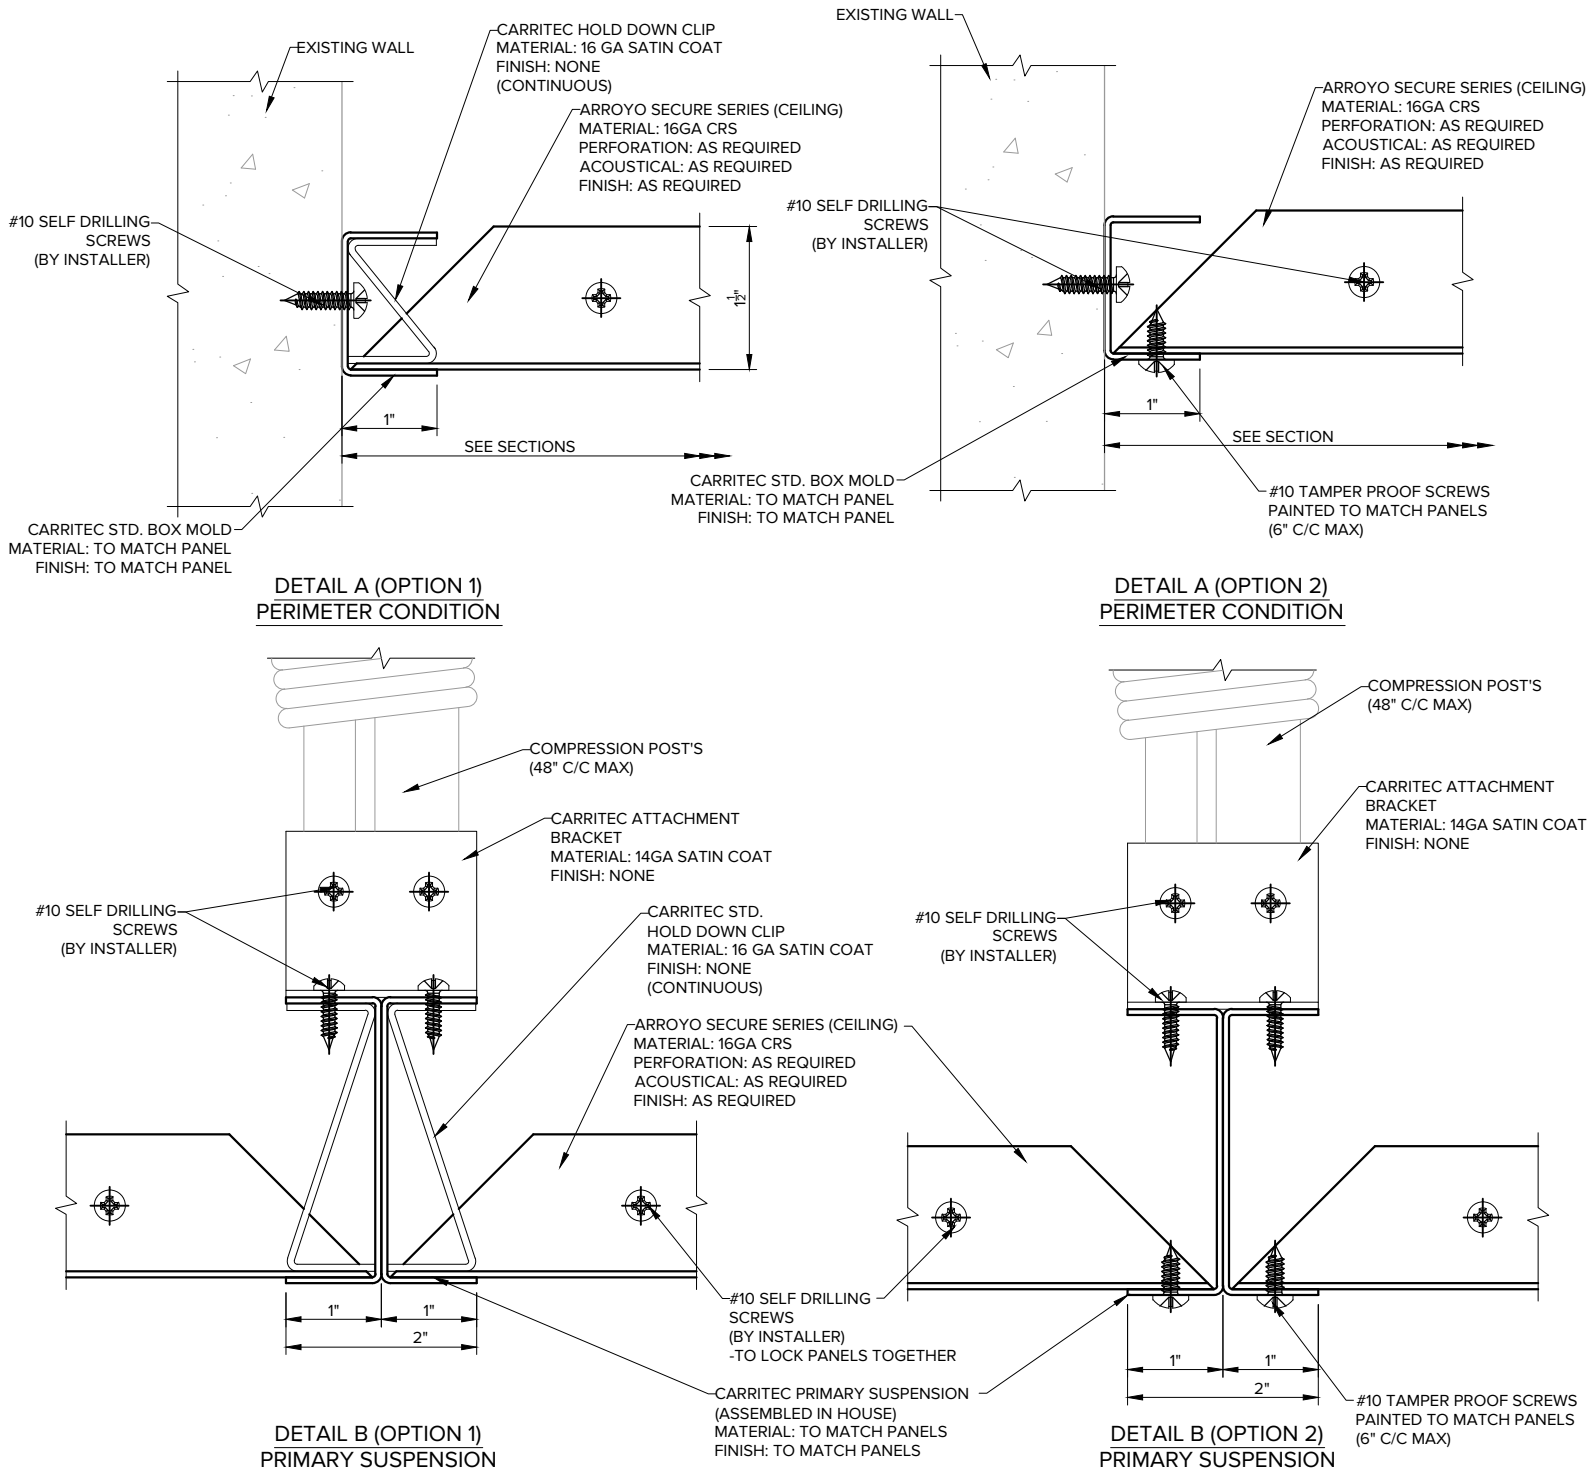 EXISTING WALL
CARRITEC HOLD DOWN CLIP
MATERIAL: 16 GA SATIN COAT
FINISH: NONE
(CONTINUOUS)
ARROYO SECURE SERIES (CEILING)
MATERIAL: 16GA CRS
PERFORATION: AS REQUIRED
ACOUSTICAL: AS REQUIRED
FINISH: AS REQUIRED
#10 SELF DRILLING
SCREWS
(BY INSTALLER)
1½"
1"
SEE SECTIONS
CARRITEC STD. BOX MOLD
MATERIAL: TO MATCH PANEL
FINISH: TO MATCH PANEL
DETAIL A (OPTION 1)
PERIMETER CONDITION
EXISTING WALL
ARROYO SECURE SERIES (CEILING)
MATERIAL: 16GA CRS
PERFORATION: AS REQUIRED
ACOUSTICAL: AS REQUIRED
FINISH: AS REQUIRED
#10 SELF DRILLING
SCREWS
(BY INSTALLER)
1"
SEE SECTION
CARRITEC STD. BOX MOLD
MATERIAL: TO MATCH PANEL
FINISH: TO MATCH PANEL
#10 TAMPER PROOF SCREWS
PAINTED TO MATCH PANELS
(6" C/C MAX)
DETAIL A (OPTION 2)
PERIMETER CONDITION
COMPRESSION POST'S
(48" C/C MAX)
CARRITEC ATTACHMENT
BRACKET
MATERIAL: 14GA SATIN COAT
FINISH: NONE
#10 SELF DRILLING
SCREWS
(BY INSTALLER)
CARRITEC STD.
HOLD DOWN CLIP
MATERIAL: 16 GA SATIN COAT
FINISH: NONE
(CONTINUOUS)
ARROYO SECURE SERIES (CEILING)
MATERIAL: 16GA CRS
PERFORATION: AS REQUIRED
ACOUSTICAL: AS REQUIRED
FINISH: AS REQUIRED
1"
1"
2"
#10 SELF DRILLING
SCREWS
(BY INSTALLER)
-TO LOCK PANELS TOGETHER
CARRITEC PRIMARY SUSPENSION
(ASSEMBLED IN HOUSE)
MATERIAL: TO MATCH PANELS
FINISH: TO MATCH PANELS
DETAIL B (OPTION 1)
PRIMARY SUSPENSION
COMPRESSION POST'S
(48" C/C MAX)
CARRITEC ATTACHMENT
BRACKET
MATERIAL: 14GA SATIN COAT
FINISH: NONE
#10 SELF DRILLING
SCREWS
(BY INSTALLER)
1"
1"
2"
#10 TAMPER PROOF SCREWS
PAINTED TO MATCH PANELS
(6" C/C MAX)
DETAIL B (OPTION 2)
PRIMARY SUSPENSION